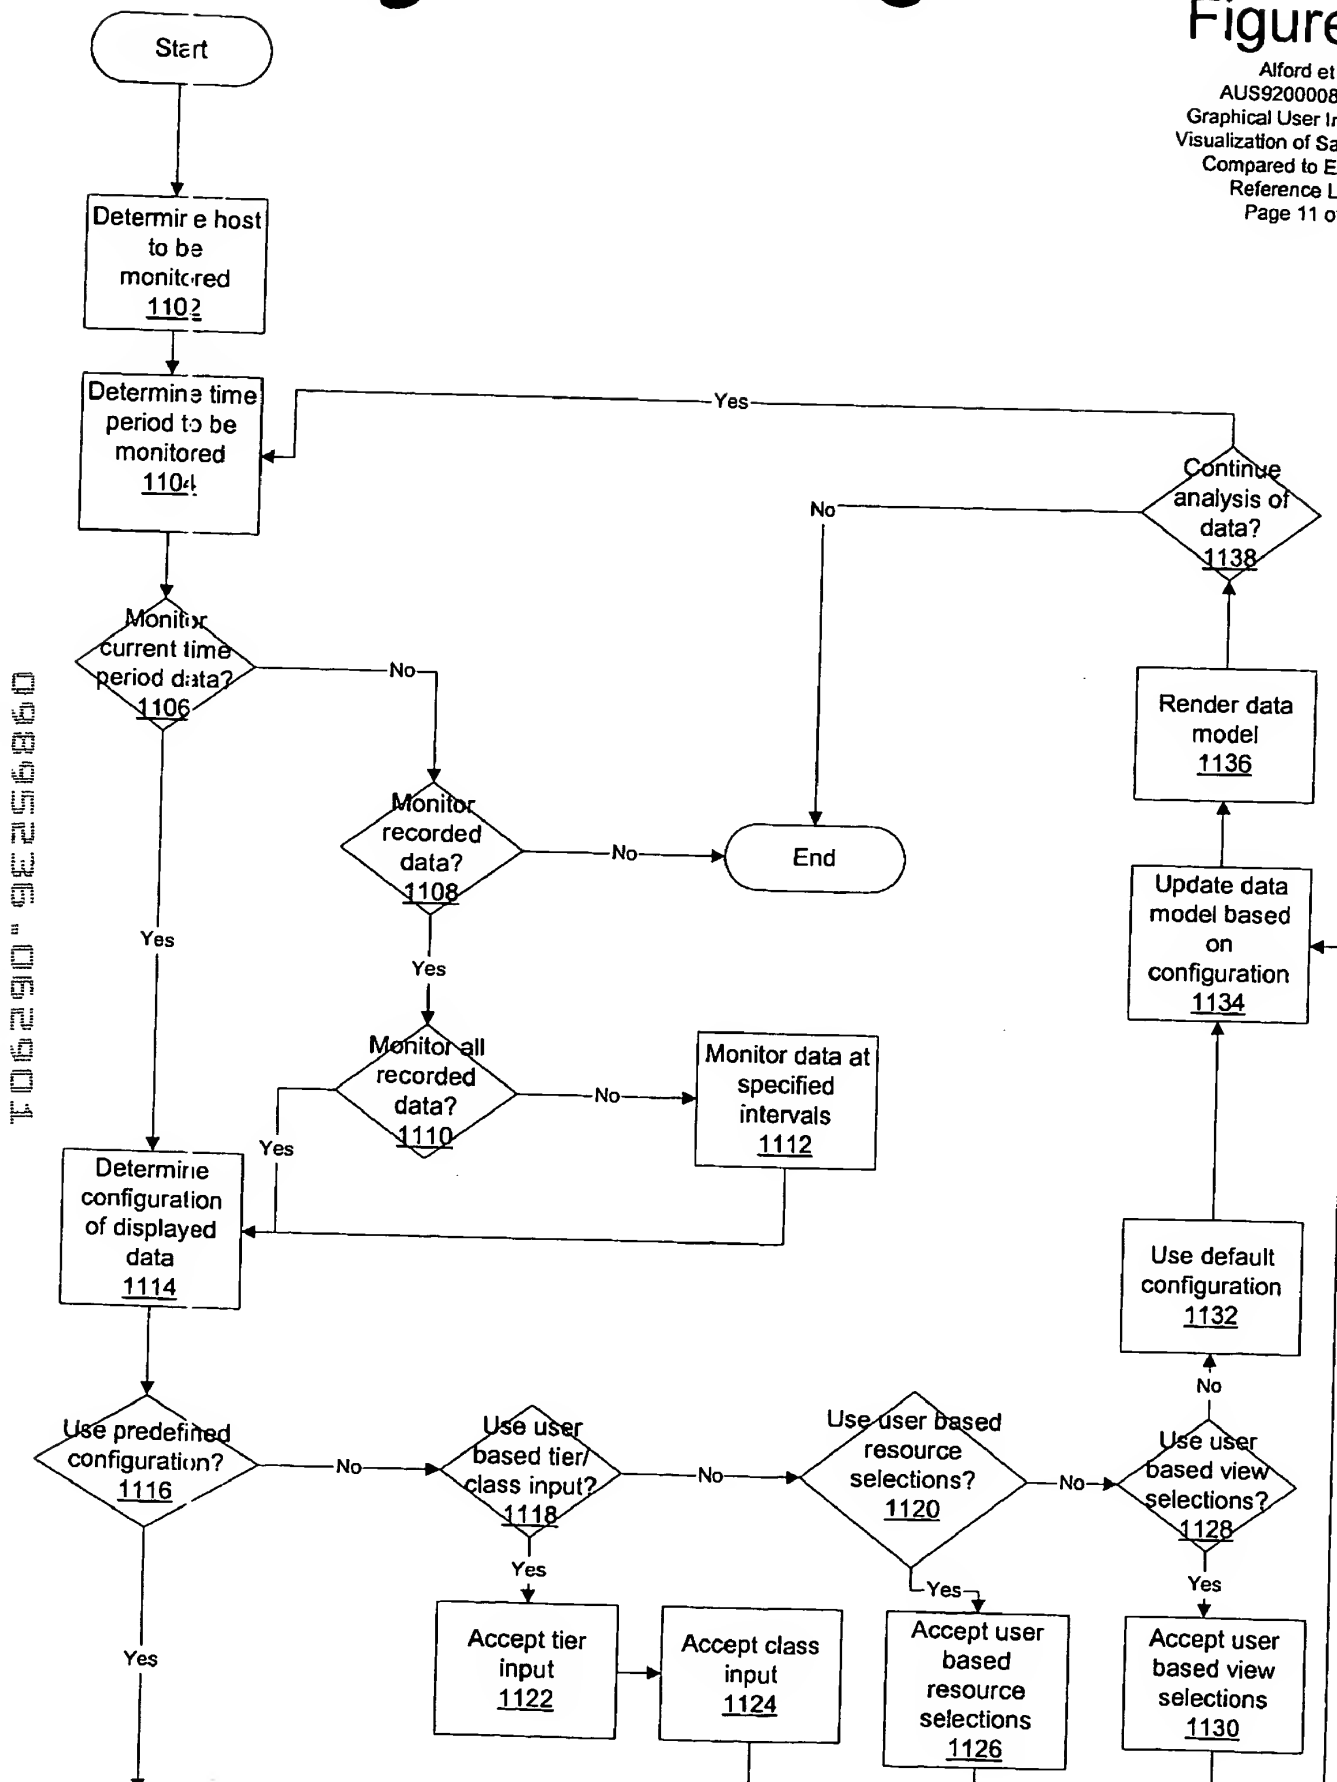 Figure
Alford et
AUS9200008
Graphical User
Visualization of
Compared to
Reference
Page 11
Start
Determine host
to be
monitored
1102
Determine time
period to be
monitored
1104
Yes
Continue
analysis of
data?
1138
No
Monitor
current time
period data?
1106
No
Render data
model
1136
Monitor
recorded
data?
1108
No
End
Update data
model based
on
configuration
1134
Yes
Yes
Monitor all
recorded
data?
1110
No
Monitor data at
specified
intervals
1112
Yes
Determine
configuration
of displayed
data
1114
Use default
configuration
1132
No
Use predefined
configuration?
1116
No
Use user
based tier/
class input?
1118
No
Use user based
resource
selections?
1120
No
Use user
based view
selections?
1128
Yes
Yes
Yes
Yes
Accept tier
input
1122
Accept class
input
1124
Accept user
based
resource
selections
1126
Accept user
based view
selections
1130
09895236.062901